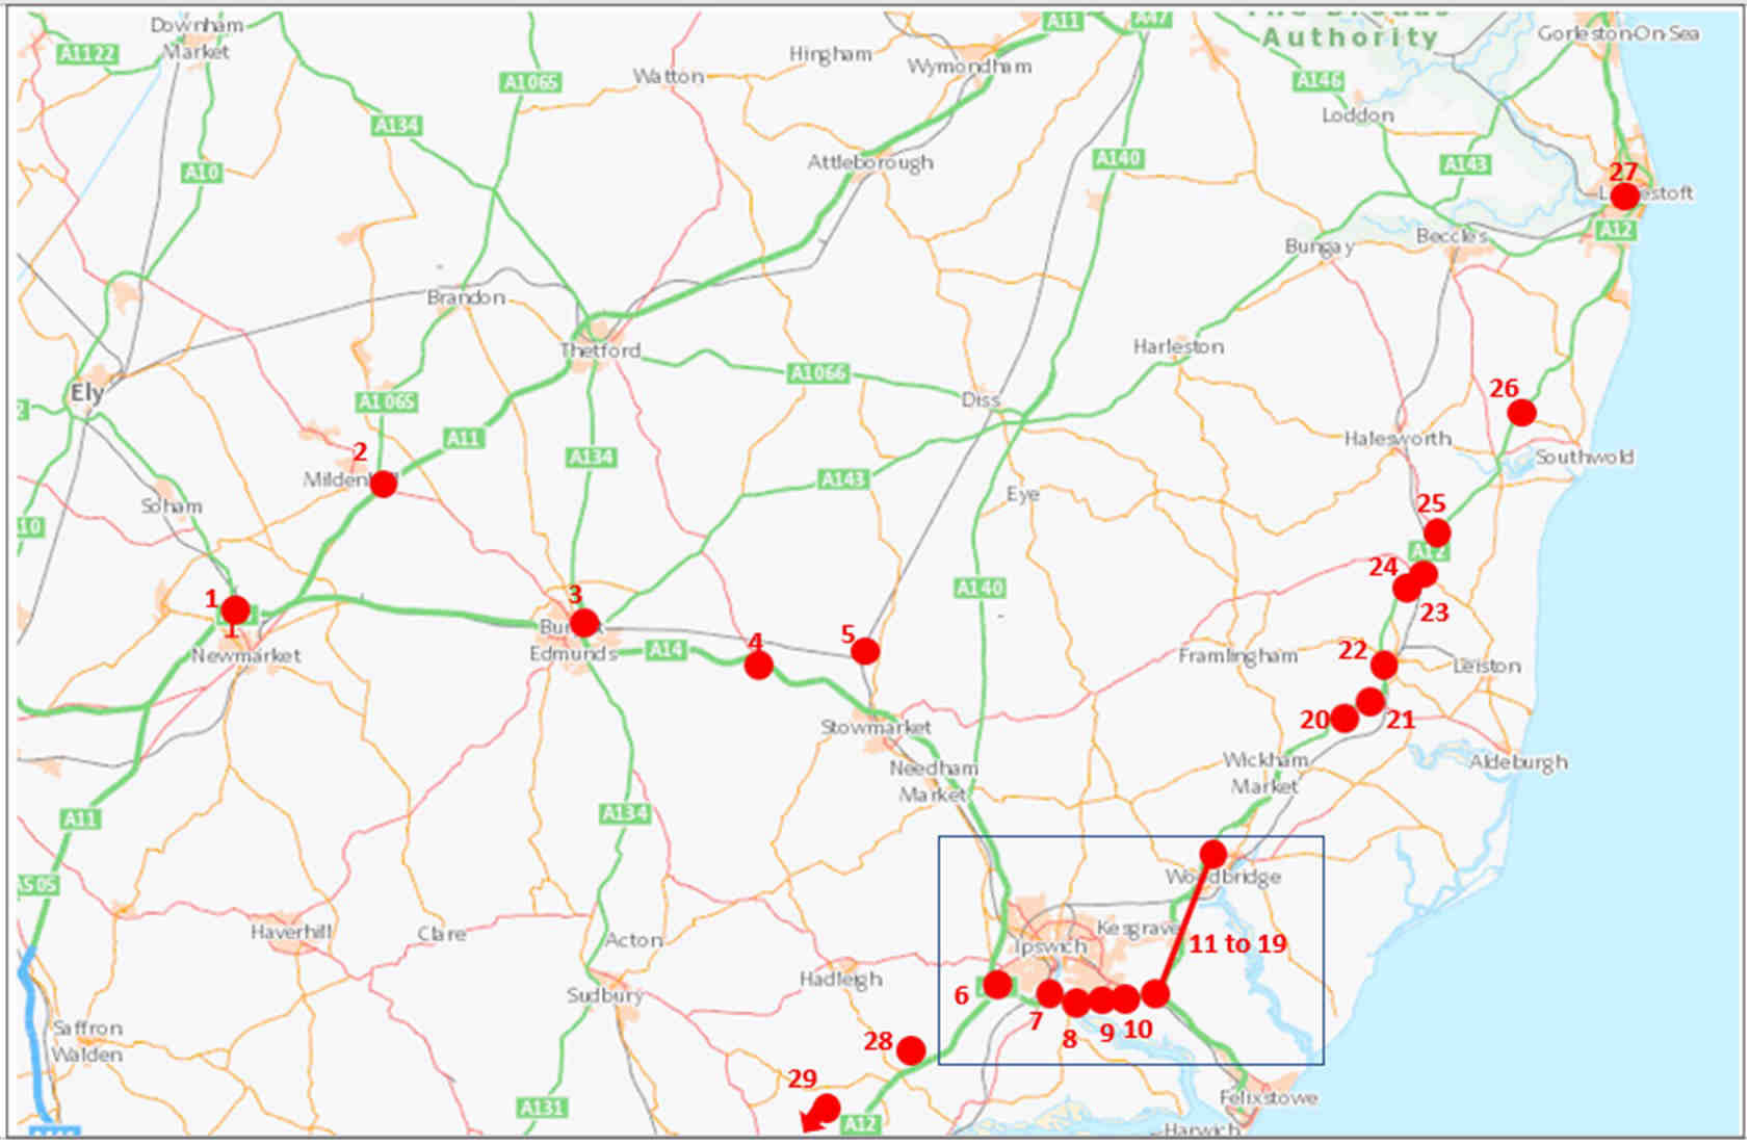 Downham
Market
A1122
A10
A134
A1065
Watton
Hingham
Wymondham
A11
A47
Authority
A146
Loddon
Gorleston-On-Sea
Attleborough
A140
A143
27
A12
Bungay
Beccles
Brandon
Thetford
A1066
Harleston
Diss
Ely
A1065
A11
2
Soham
A134
A143
Eye
Halesworth
26
Southwold
10
25
A12
24
23
1
1
Newmarket
3
Edmunds
A14
4
5
A140
Framlingham
22
Leiston
20
21
Stowmarket
Needham
Market
Wickham
Market
Aldeburgh
A11
A134
Woodbridge
Haverhill
Clare
Acton
Hadleigh
Sudbury
Ipswich
Kesgrave
11 to 19
6
7
8
9
10
Saffron
Walden
28
29
A131
A12
Felixstowe
Harwich